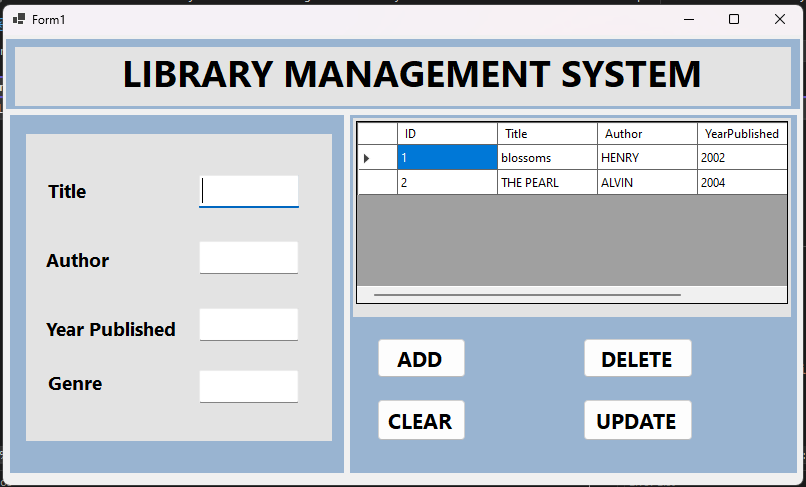 Form1
LIBRARY MANAGEMENT SYSTEM
Title
Author
Year Published
Genre
ID Title Author YearPublished
1 blossoms HENRY 2002
2 THE PEARL ALVIN 2004
ADD DELETE
CLEAR UPDATE